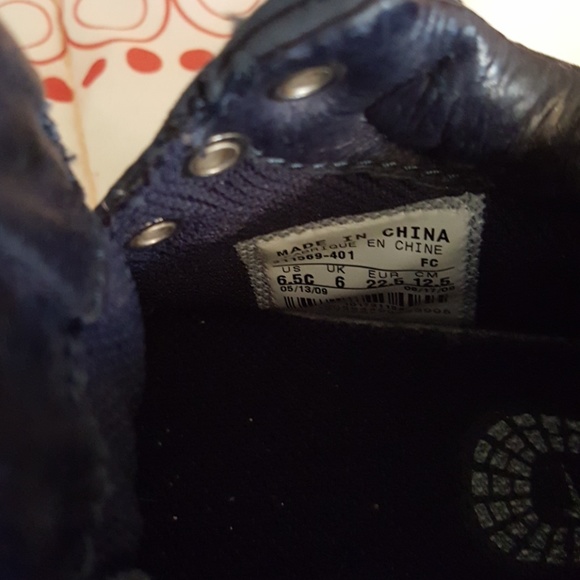 MADE IN CHINA
FABRIQUE EN CHINE
311969-401 FC
US UK EUR CM
6.5C 6 22.5 12.5
05/13/09